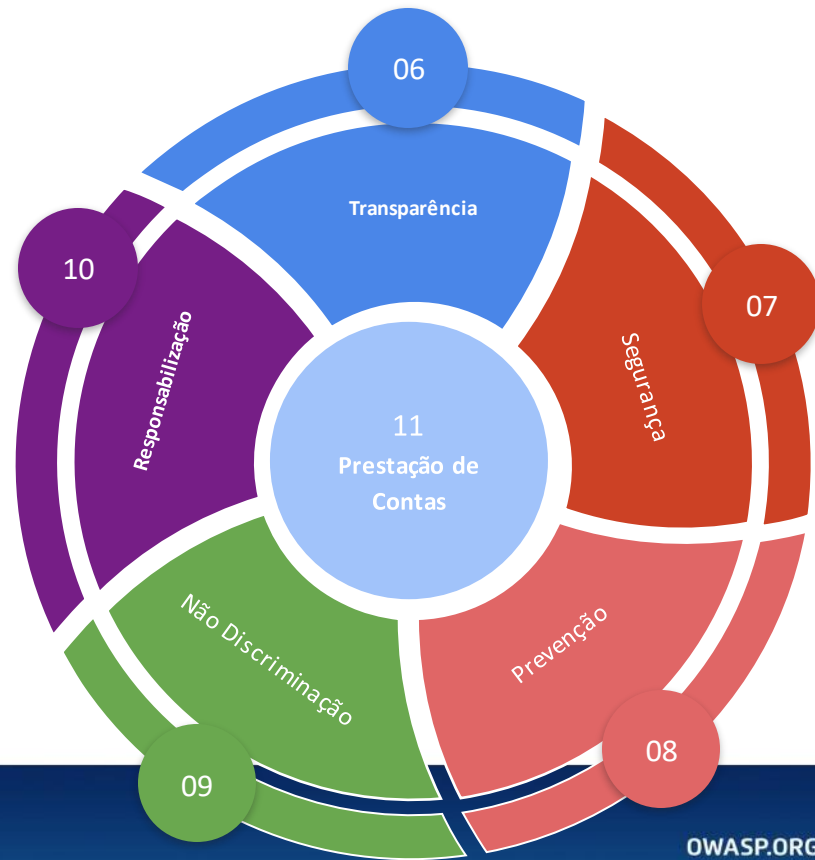 06
Transparência
07
Segurança
08
Prevenção
09
Não Discriminação
10
Responsabilização
11
Prestação de
Contas
OWASP.ORG